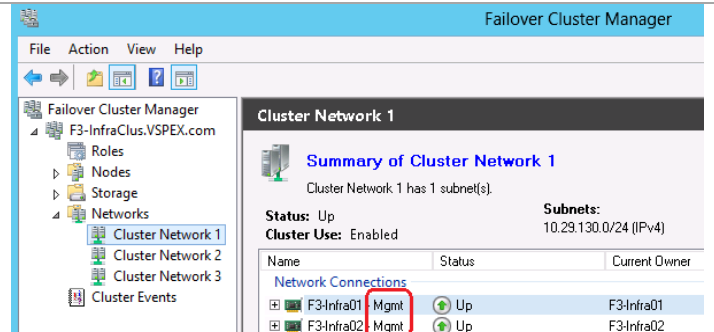 Failover Cluster Manager
File Action View Help
Failover Cluster Manager
F3-InfraClus.VSPEX.com
Roles
Nodes
Storage
Networks
Cluster Network 1
Cluster Network 2
Cluster Network 3
Cluster Events
Cluster Network 1
Summary of Cluster Network 1
Cluster Network 1 has 1 subnet(s).
Status: Up
Cluster Use: Enabled
Subnets:
10.29.130.0/24 (IPv4)
Name Status Current Owner
Network Connections
F3-Infra01 - Mgmt Up F3-Infra01
F3-Infra02 - Mgmt Up F3-Infra02